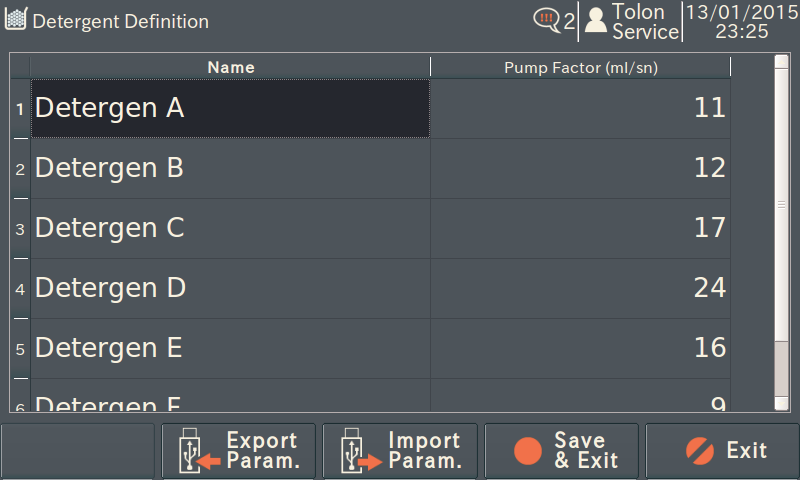 Detergent Definition
!!! 2
Tolon
Service
13/01/2015
23:25
Name Pump Factor (ml/sn)
1 Detergen A 11
2 Detergen B 12
3 Detergen C 17
4 Detergen D 24
5 Detergen E 16
6 Detergen F 9
Export
Param.
Import
Param.
Save
& Exit
Exit